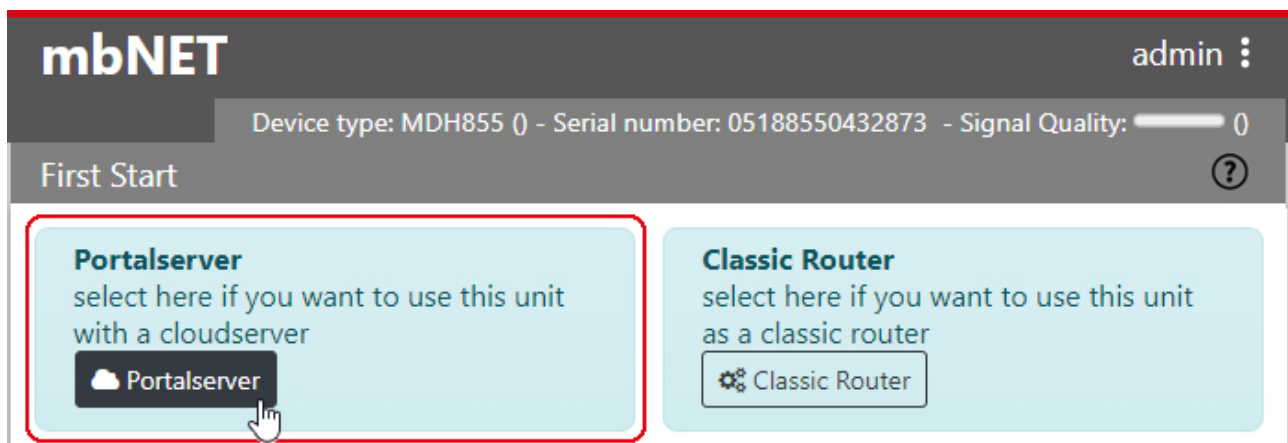 mbNET
admin
Device type: MDH855 () - Serial number: 05188550432873 - Signal Quality: ()
First Start
?
Portalserver
select here if you want to use this unit
with a cloudserver
Portalserver
Classic Router
select here if you want to use this unit
as a classic router
Classic Router